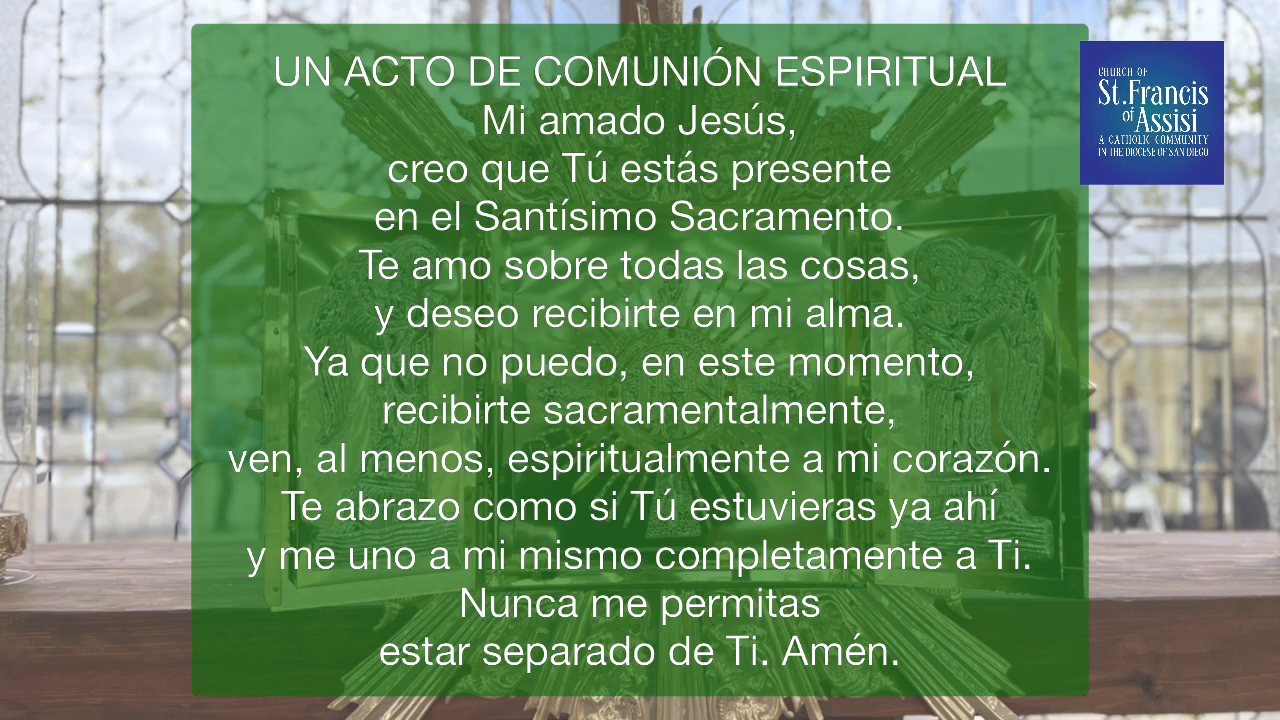 UN ACTO DE COMUNIÓN ESPIRITUAL
Mi amado Jesús,
creo que Tú estás presente
en el Santísimo Sacramento.
Te amo sobre todas las cosas,
y deseo recibirte en mi alma.
Ya que no puedo, en este momento,
recibirte sacramentalmente,
ven, al menos, espiritualmente a mi corazón.
Te abrazo como si Tú estuvieras ya ahí
y me uno a mi mismo completamente a Ti.
Nunca me permitas
estar separado de Ti. Amén.
CHURCH OF
St. Francis
of Assisi
A CATHOLIC COMMUNITY
IN THE DIOCESE OF SAN DIEGO